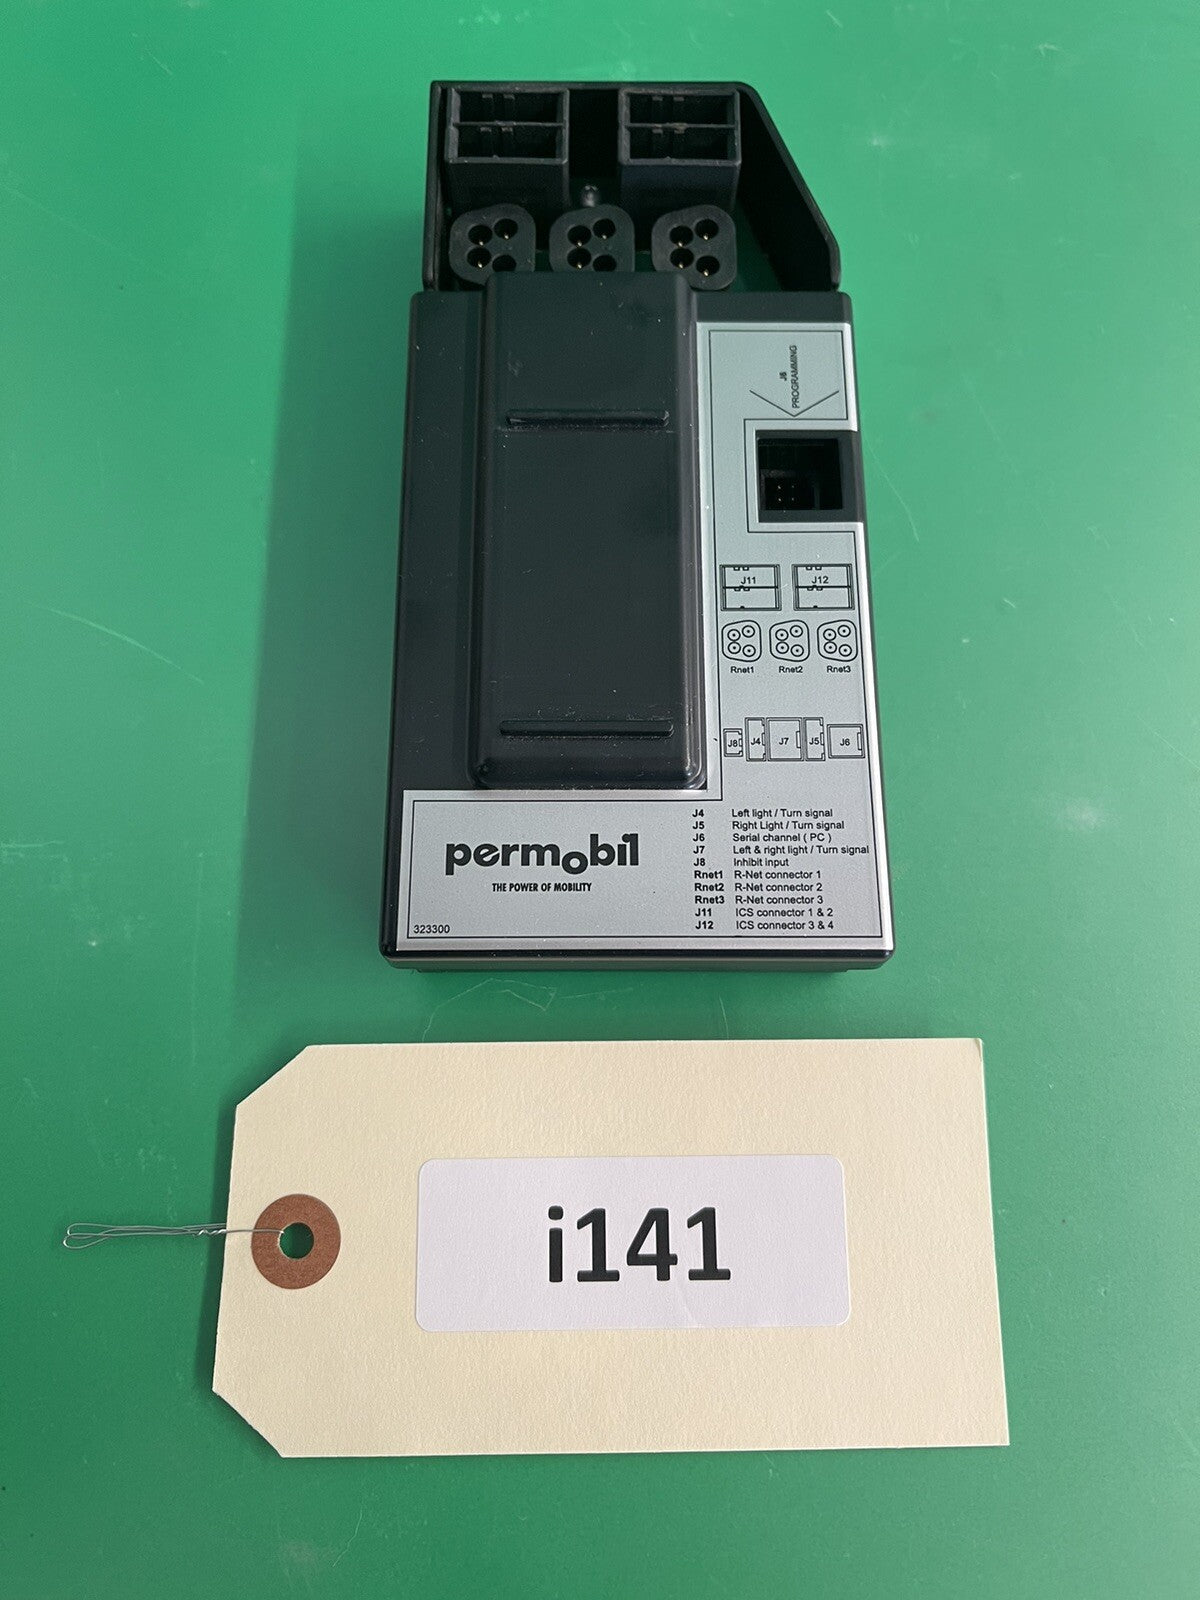 J6
PROGRAMMING
J11 J12
Rnet1 Rnet2 Rnet3
J8 J4 J7 J5 J6
permobil
THE POWER OF MOBILITY
323300
J4 Left light / Turn signal
J5 Right Light / Turn signal
J6 Serial channel ( PC )
J7 Left & right light / Turn signal
J8 Inhibit input
Rnet1 R-Net connector 1
Rnet2 R-Net connector 2
Rnet3 R-Net connector 3
J11 ICS connector 1 & 2
J12 ICS connector 3 & 4
i141